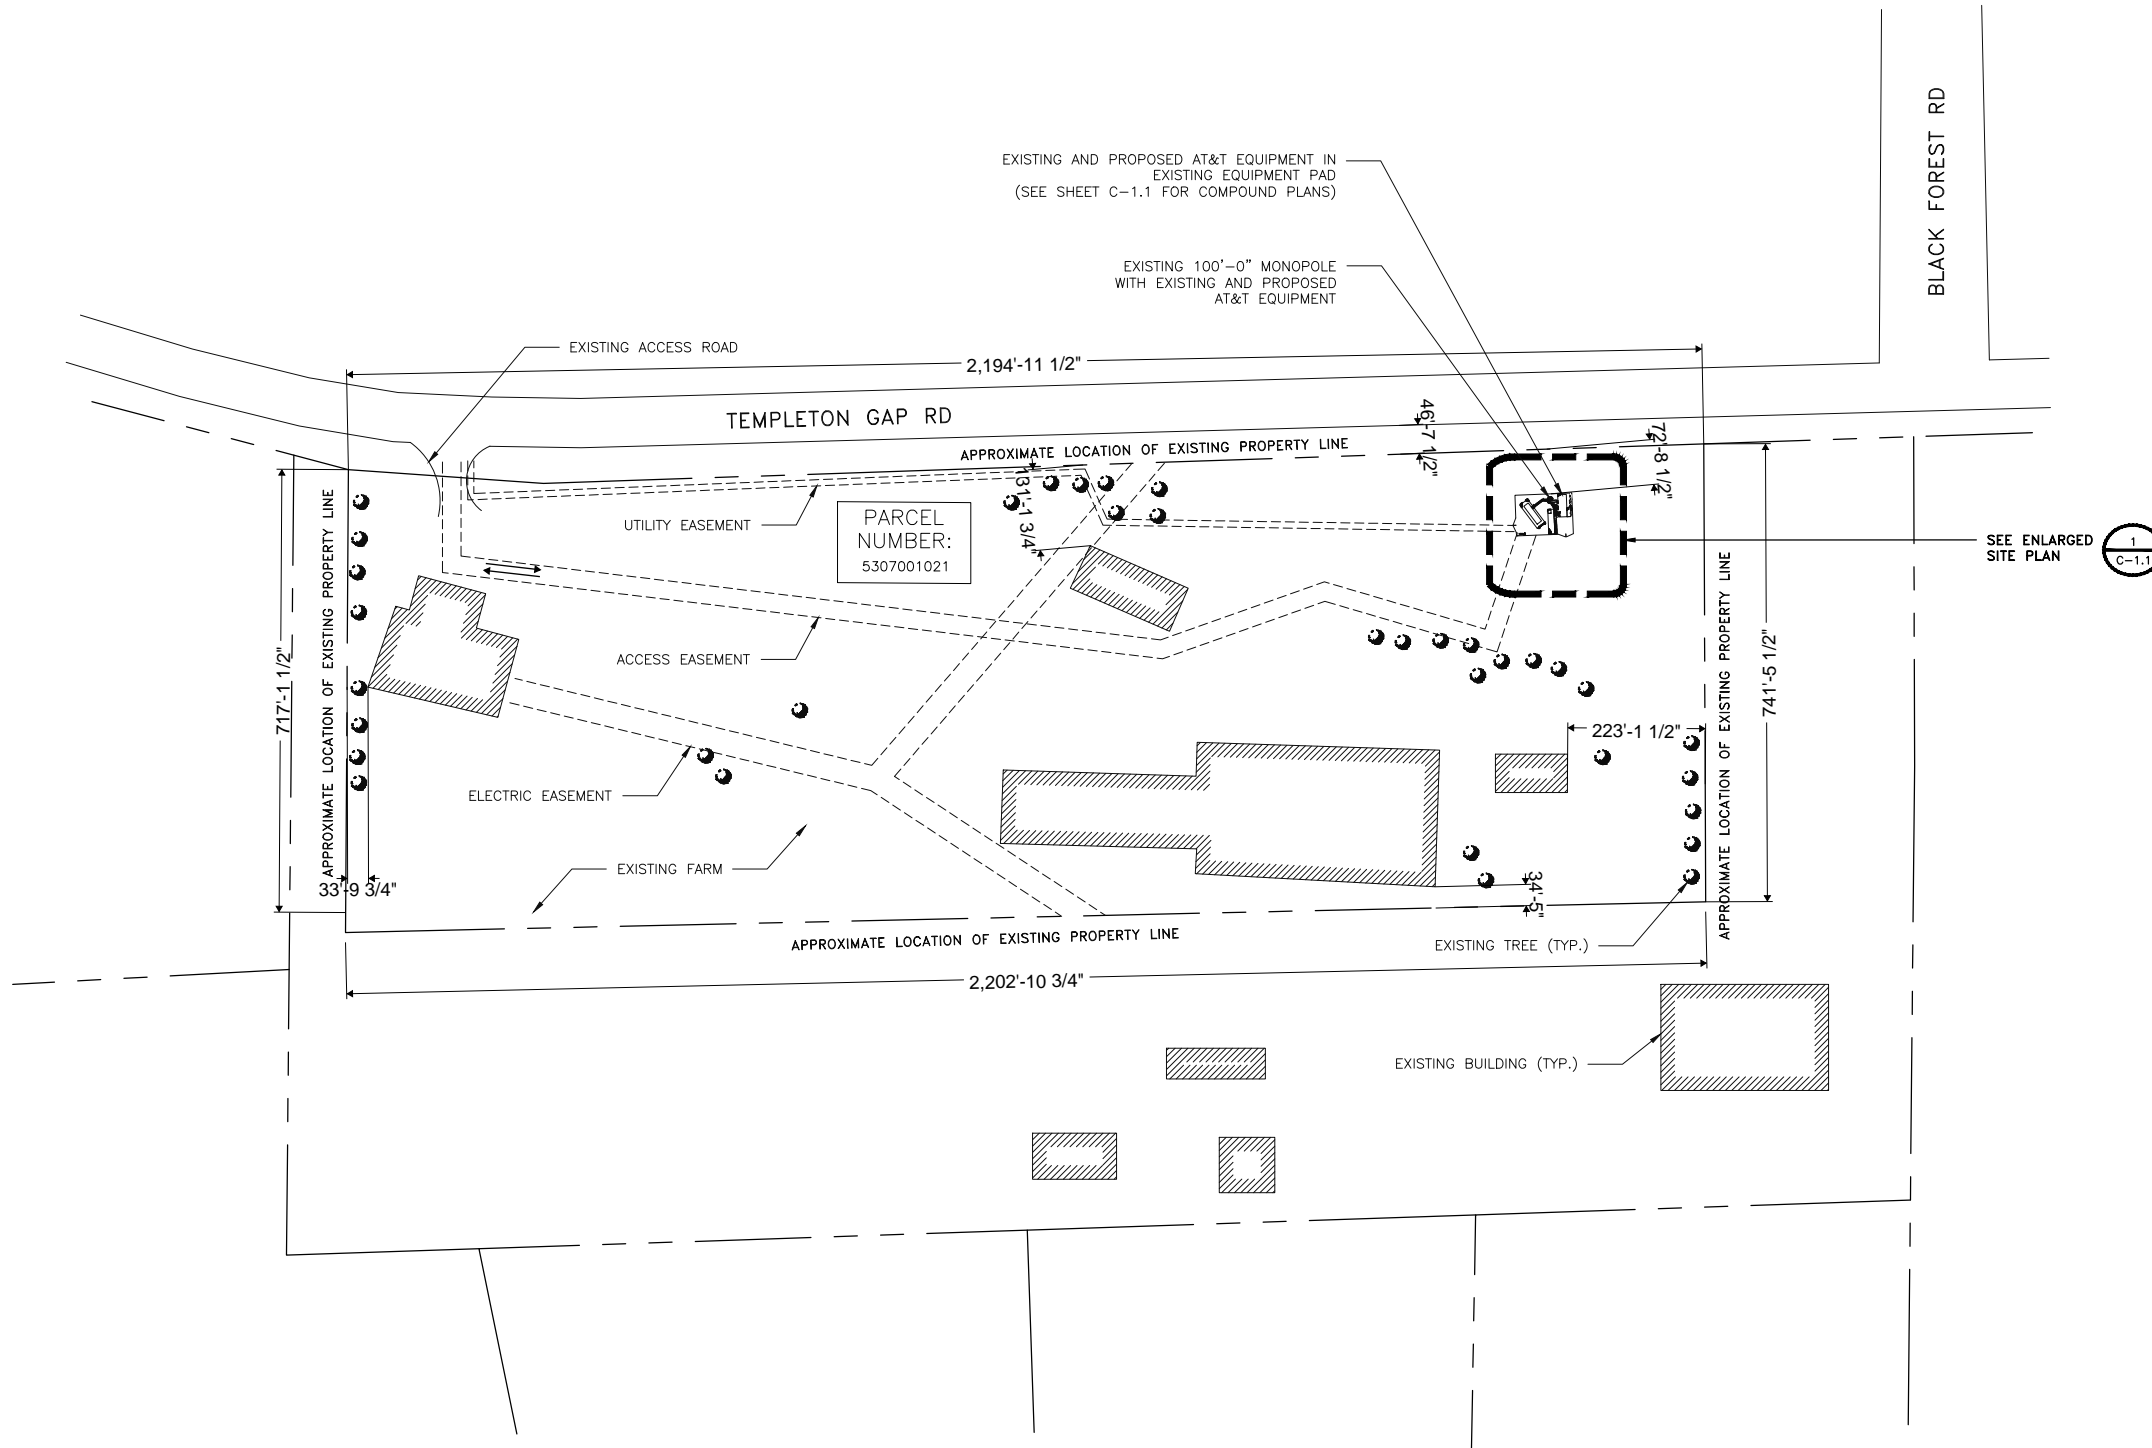 BLACK FOREST RD
EXISTING AND PROPOSED AT&T EQUIPMENT IN
EXISTING EQUIPMENT PAD
(SEE SHEET C-1.1 FOR COMPOUND PLANS)
EXISTING 100'-0" MONOPOLE
WITH EXISTING AND PROPOSED
AT&T EQUIPMENT
EXISTING ACCESS ROAD
2,194'-11 1/2"
TEMPLETON GAP RD
46'-7 1/2"
APPROXIMATE LOCATION OF EXISTING PROPERTY LINE
72'-8 1/2"
131'-1 3/4"
UTILITY EASEMENT
PARCEL
NUMBER:
5307001021
SEE ENLARGED
SITE PLAN
1
C-1.1
APPROXIMATE LOCATION OF EXISTING PROPERTY LINE
717'-1 1/2"
ACCESS EASEMENT
APPROXIMATE LOCATION OF EXISTING PROPERTY LINE
741'-5 1/2"
223'-1 1/2"
ELECTRIC EASEMENT
EXISTING FARM
33'-9 3/4"
34'-5"
APPROXIMATE LOCATION OF EXISTING PROPERTY LINE
EXISTING TREE (TYP.)
2,202'-10 3/4"
EXISTING BUILDING (TYP.)